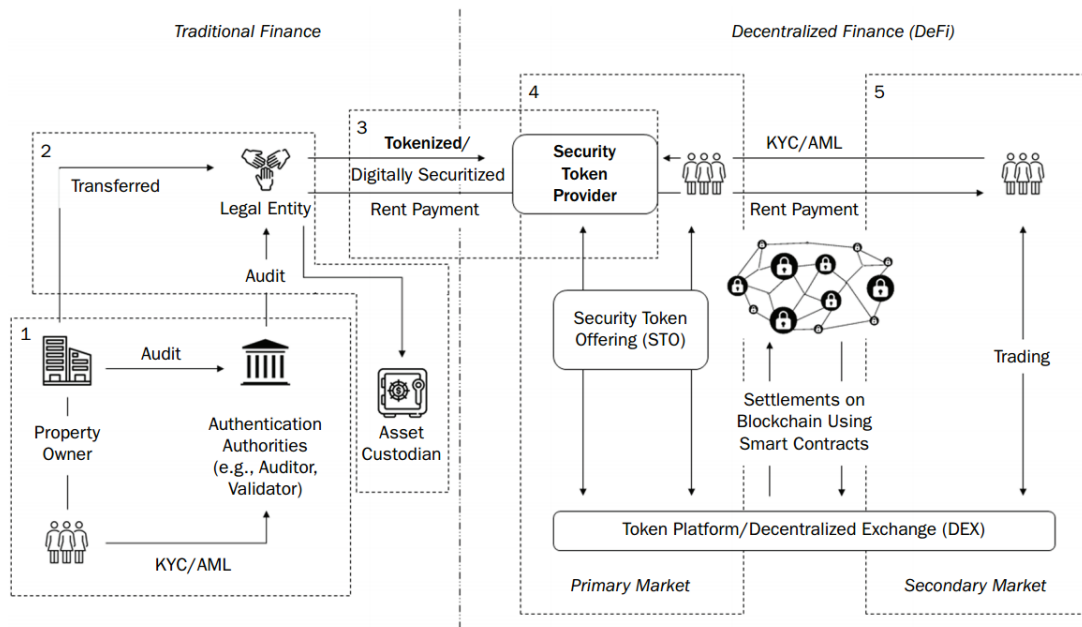 Traditional Finance
Decentralized Finance (DeFi)
1
2
3
4
5
Transferred
Legal Entity
Audit
Audit
Property
Owner
Authentication
Authorities
(e.g., Auditor,
Validator)
KYC/AML
Asset
Custodian
Tokenized/
Digitally Securitized
Rent Payment
Security
Token
Provider
KYC/AML
Rent Payment
Security Token
Offering (STO)
Settlements on
Blockchain Using
Smart Contracts
Trading
Token Platform/Decentralized Exchange (DEX)
Primary Market
Secondary Market